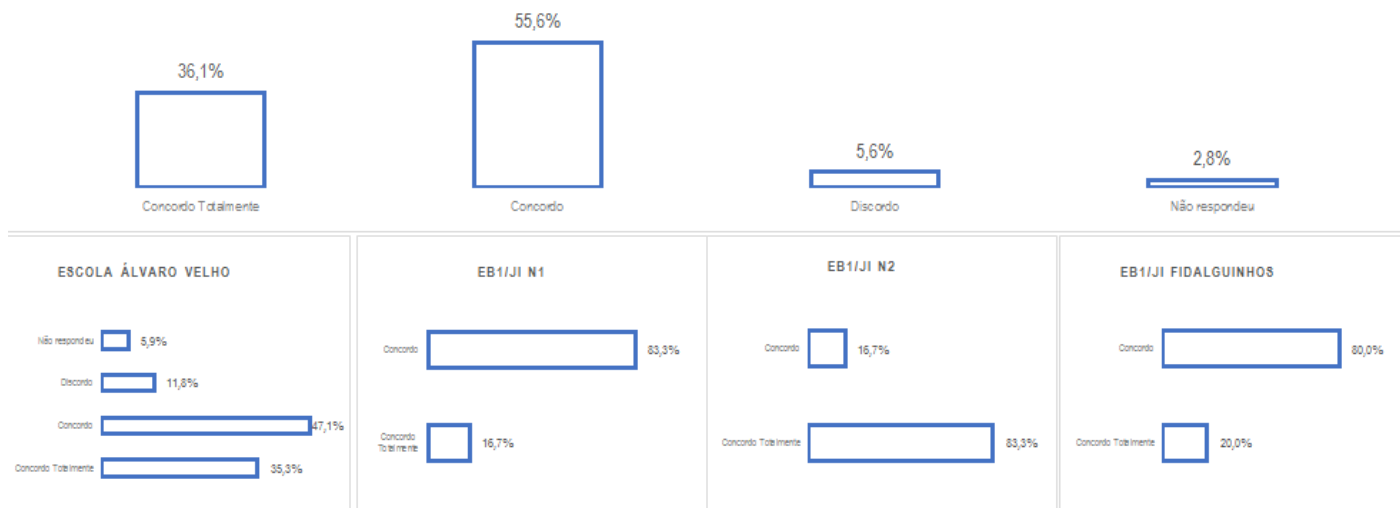 55,6%
36,1%
5,6%
2,8%
Concordo Totalmente
Concordo
Discordo
Não respondeu
ESCOLA ÁLVARO VELHO
Não respondeu
5,9%
Discordo
11,8%
Concordo
47,1%
Concordo Totalmente
35,3%
EB1/JI N1
Concordo
83,3%
Concordo
Totalmente
16,7%
EB1/JI N2
Concordo
16,7%
Concordo Totalmente
83,3%
EB1/JI FIDALGUINHOS
Concordo
80,0%
Concordo Totalmente
20,0%